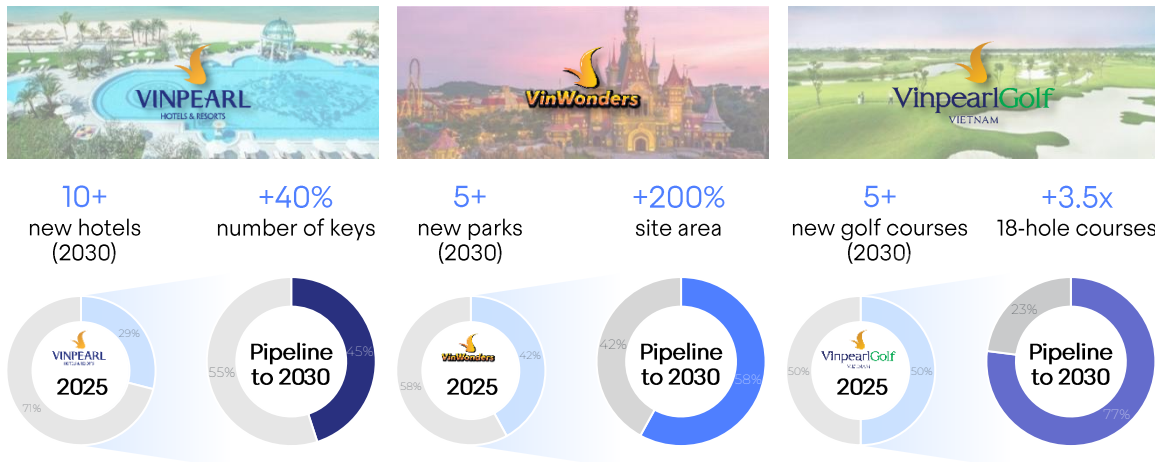 VINPEARL
HOTELS & RESORTS
VinWonders
VinpearlGolf
VIETNAM
10+
new hotels
(2030)
+40%
number of keys
5+
new parks
(2030)
+200%
site area
5+
new golf courses
(2030)
+3.5x
18-hole courses
29%
71%
VINPEARL
HOTELS & RESORTS
2025
45%
55%
Pipeline
to 2030
42%
58%
VinWonders
2025
42%
58%
Pipeline
to 2030
50%
50%
VinpearlGolf
VIETNAM
2025
23%
77%
Pipeline
to 2030